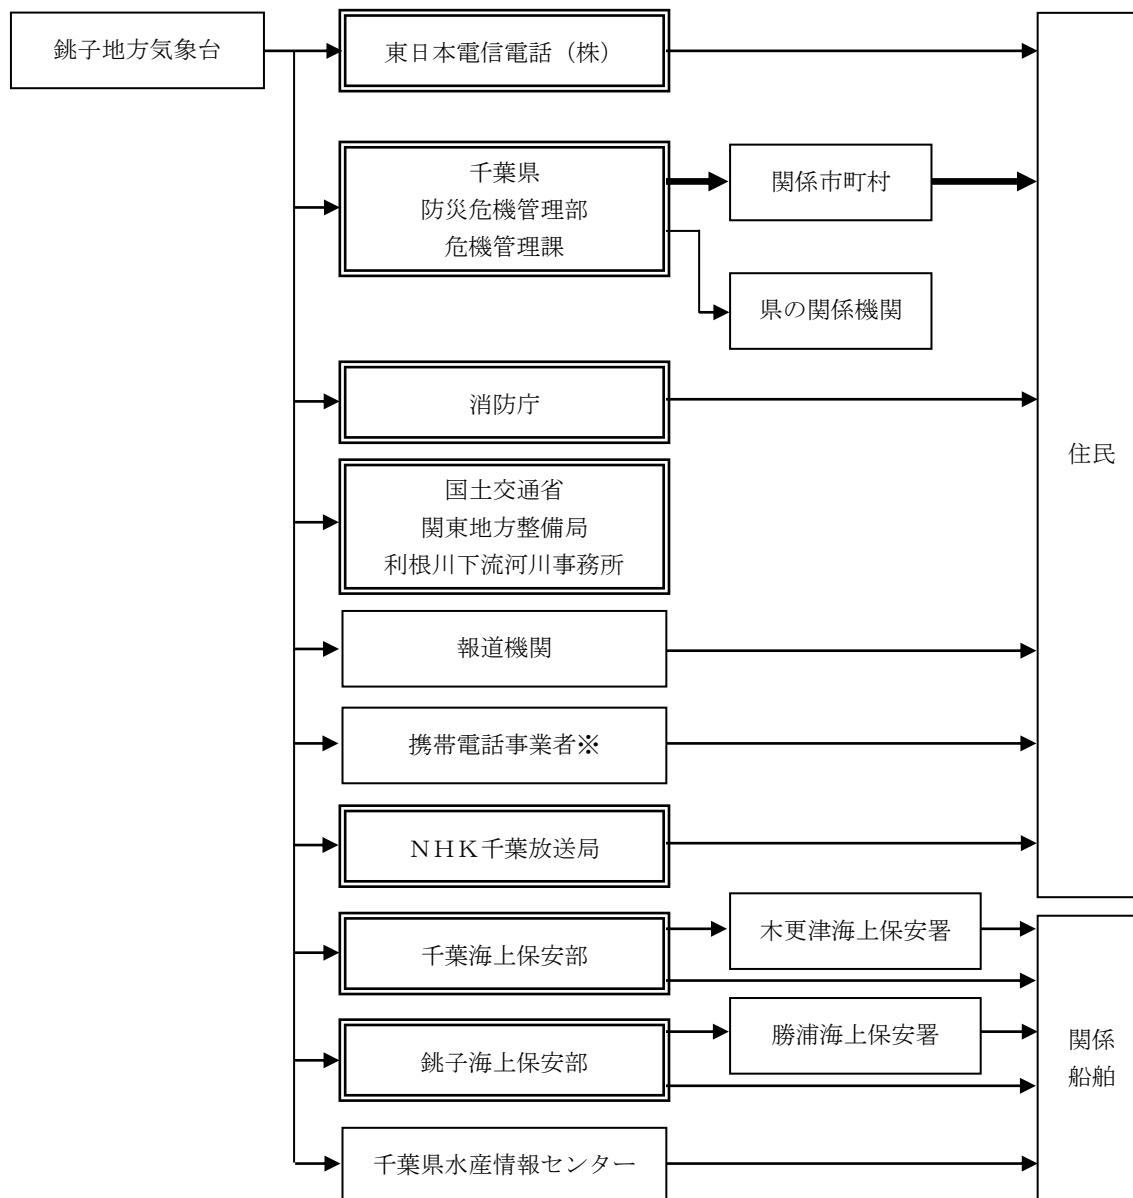 銚子地方気象台
東日本電信電話（株）
千葉県
防災危機管理部
危機管理課
関係市町村
県の関係機関
消防庁
住民
国土交通省
関東地方整備局
利根川下流河川事務所
報道機関
携帯電話事業者※
ＮＨＫ千葉放送局
千葉海上保安部
木更津海上保安署
銚子海上保安部
勝浦海上保安署
関係
船舶
千葉県水産情報センター